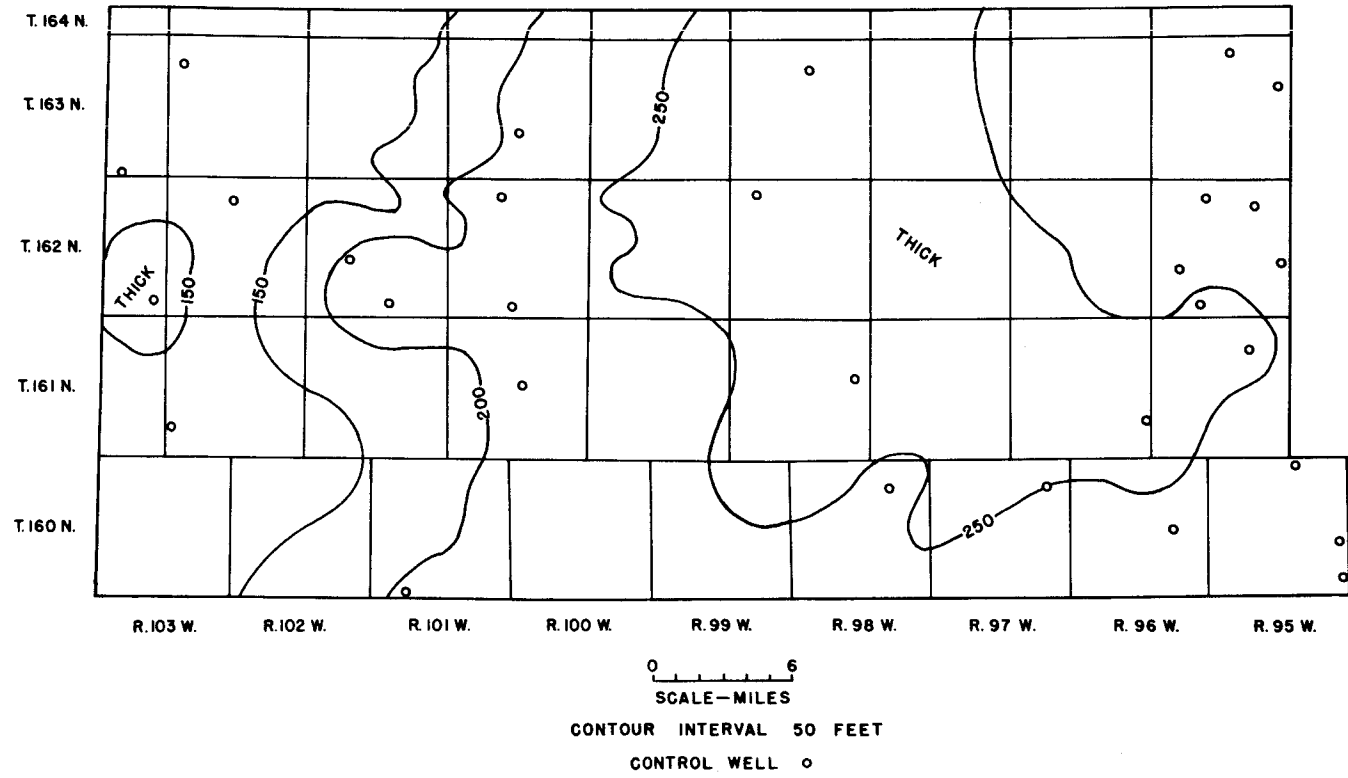 T. 164 N.
T. 163 N.
250
T. 162 N.
THICK
THICK
150
150
T. 161 N.
200
T. 160 N.
250
R. 103 W. R. 102 W. R. 101 W. R. 100 W. R. 99 W. R. 98 W. R. 97 W. R. 96 W. R. 95 W.
0 6
SCALE-MILES
CONTOUR INTERVAL 50 FEET
CONTROL WELL